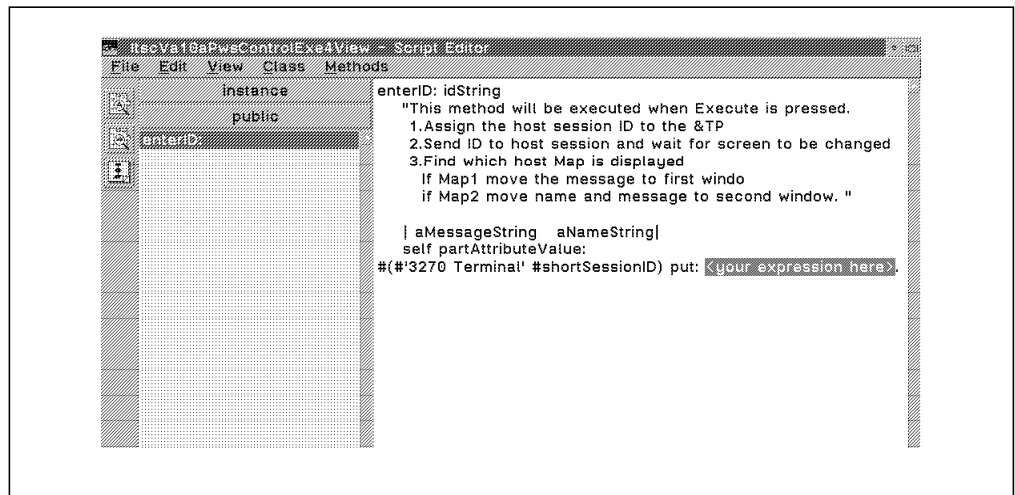 ItscVa10aPwsControlExe4View - Script Editor
File Edit View Class Methods
instance
public
enterID:
enterID: idString
"This method will be executed when Execute is pressed.
1.Assign the host session ID to the &TP
2.Send ID to host session and wait for screen to be changed
3.Find which host Map is displayed
If Map1 move the message to first windo
if Map2 move name and message to second window. "
| aMessageString aNameString|
self partAttributeValue:
#(#'3270 Terminal' #shortSessionID) put: <your expression here>.